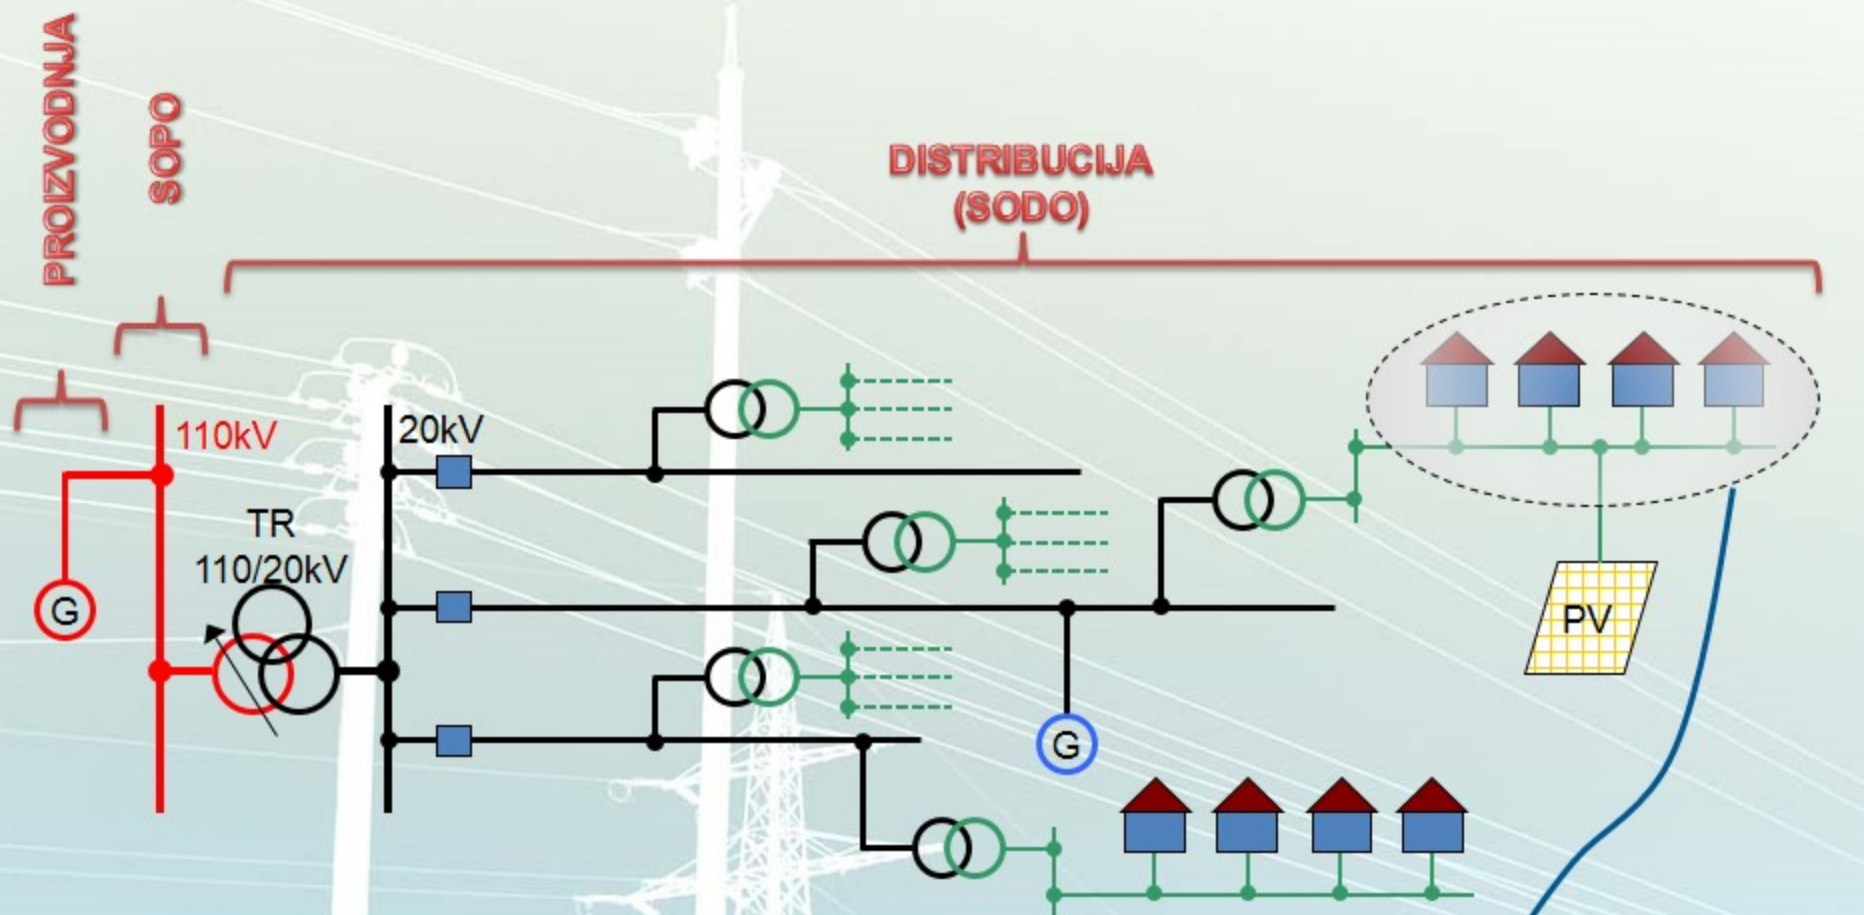 PROIZVODNJA
SOPO
DISTRIBUCIJA
(SODO)
110kV
20kV
TR
110/20kV
G
PV
G